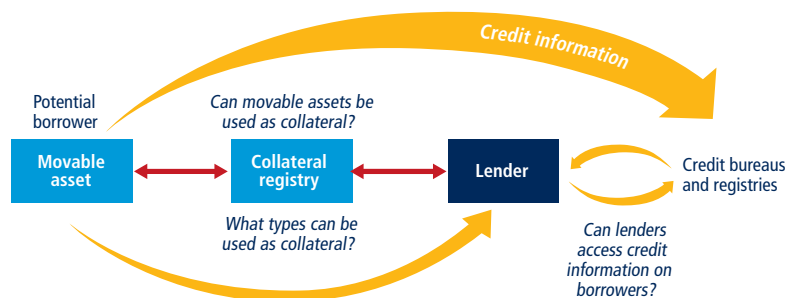 Credit information
Potential
borrower
Can movable assets be
used as collateral?
Movable
asset
Collateral
registry
Lender
Credit bureaus
and registries
What types can be
used as collateral?
Can lenders
access credit
information on
borrowers?